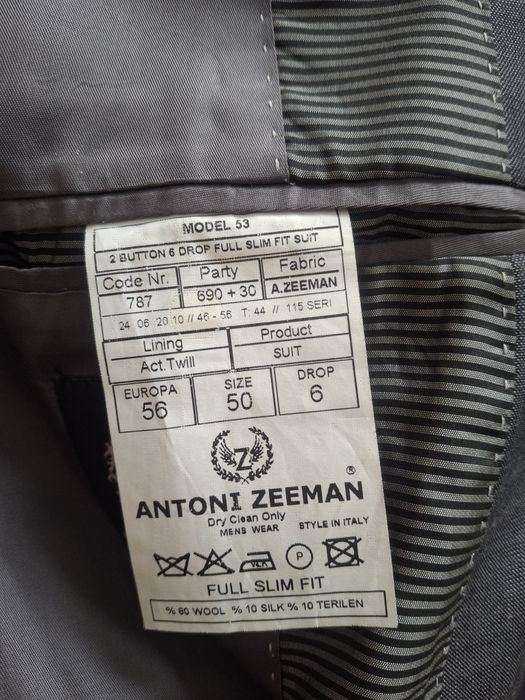 MODEL 53
2 BUTTON 6 DROP FULL SLIM FIT SUIT
Code Nr. Party Fabric
787 690 + 30 A.ZEEMAN
24 06 2010 // 46 - 56 T: 44 // 115 SERI
Lining Product
Act.Twill SUIT
EUROPA SIZE DROP
56 50 6
Z
ANTONI ZEEMAN ®
Dry Clean Only
MENS WEAR STYLE IN ITALY
P
FULL SLIM FIT
% 80 WOOL % 10 SILK % 10 TERILEN